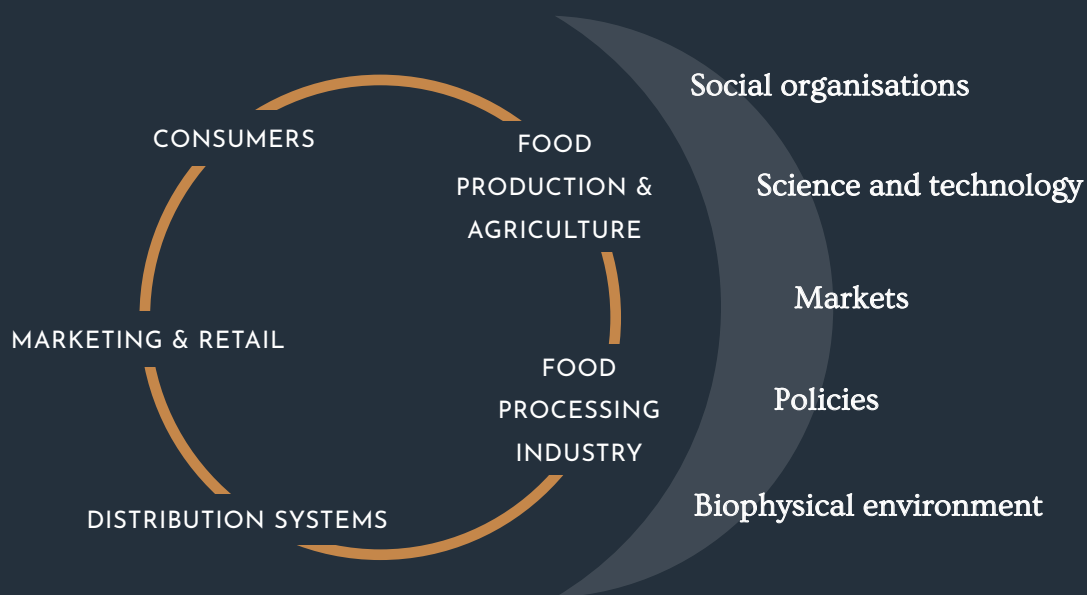 CONSUMERS
FOOD
PRODUCTION &
AGRICULTURE
MARKETING & RETAIL
FOOD
PROCESSING
INDUSTRY
DISTRIBUTION SYSTEMS
Social organisations
Science and technology
Markets
Policies
Biophysical environment